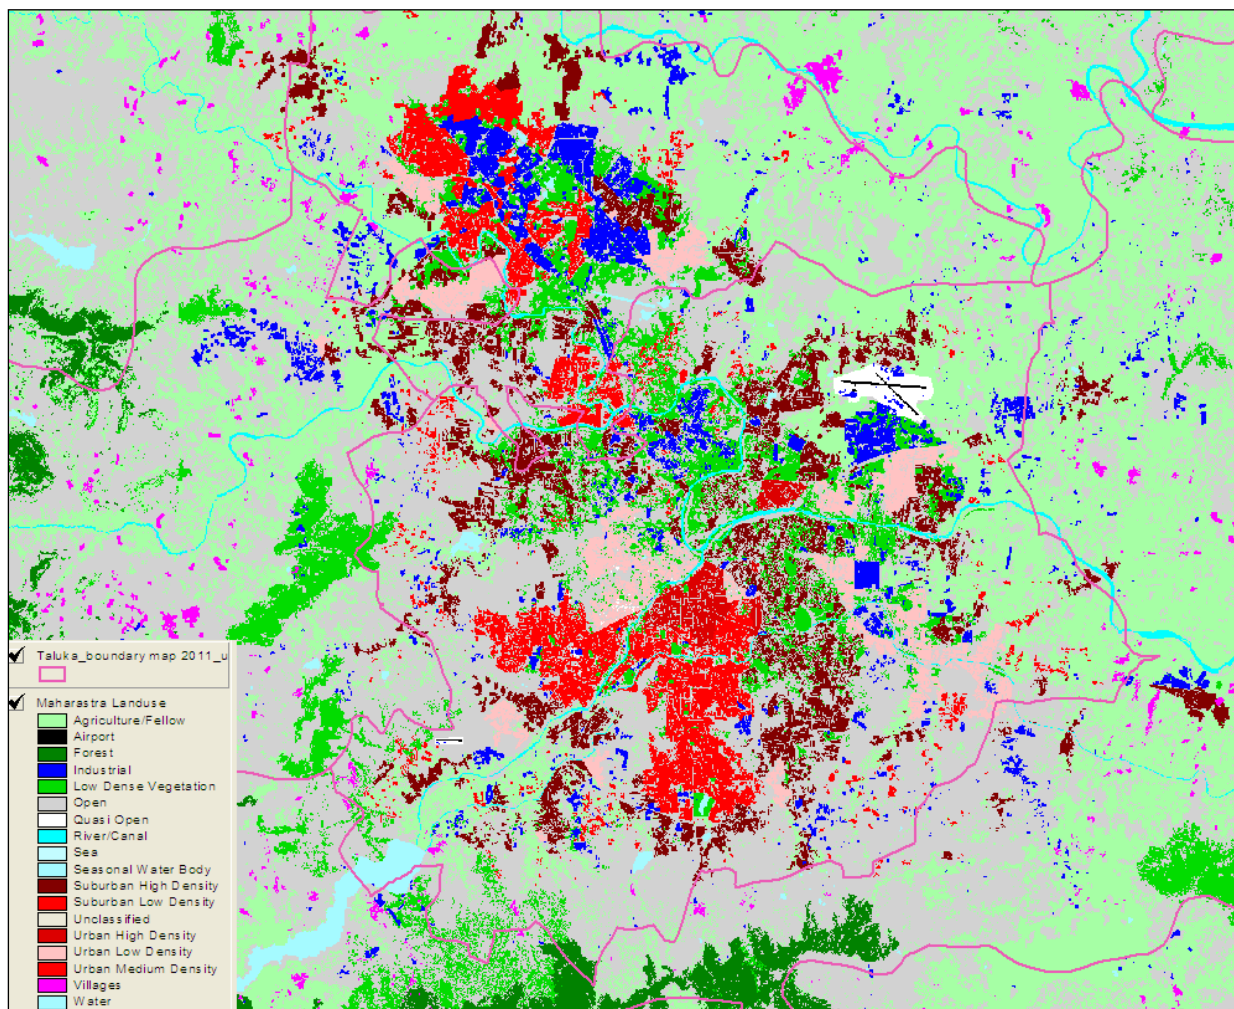 Taluka_boundary map 2011_u
Maharastra Landuse
Agriculture/Fellow
Airport
Forest
Industrial
Low Dense Vegetation
Open
Quasi Open
River/Canal
Sea
Seasonal Water Body
Suburban High Density
Suburban Low Density
Unclassified
Urban High Density
Urban Low Density
Urban Medium Density
Villages
Water